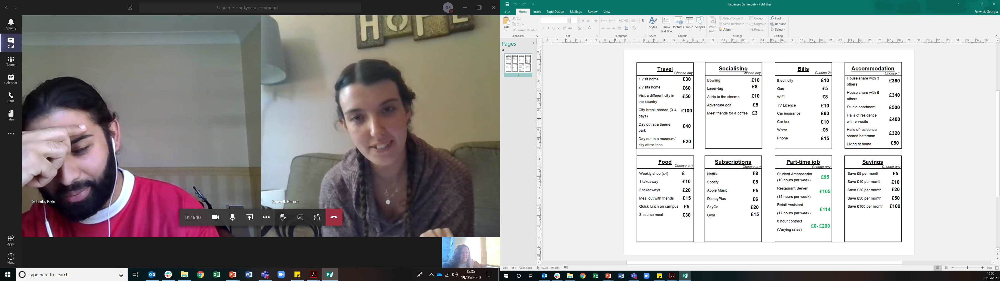 Search for or type a command
GF
Activity
Chat
Teams
Calendar
Calls
Files
Apps
Help
HOPE
Sehmbi, Rikki
Benwell, Harriet
01:16:10
Type here to search
15:35
19/05/2020
Expenses Game.pub - Publisher
Fenwick, Georgia
File Home Insert Page Design Mailings Review View
Paste
Cut
Copy
Format Painter
Clipboard
Font
Paragraph
Styles
Styles
Draw Text Box
Pictures
Table
Shapes
Objects
Wrap Text
Bring Forward
Send Backward
Align
Group
Ungroup
Rotate
Arrange
Find
Replace
Select
Editing
Pages
1
Travel
Choose any
1 visit home £30
2 visits home £60
Visit a different city in £50
the country
City-break abroad (3-4 £100
days)
Day out at a theme £40
park
Day out to a museum/ £20
city attractions
Socialising
Choose any
Bowling £10
Laser-tag £8
A trip to the cinema £10
Adventure golf £5
Meet friends for a coffee £3
Bills
Choose 2+
Electricity £10
Gas £5
WiFi £8
TV Licence £10
Car insurance £60
Car tax £10
Water £5
Phone £15
Accommodation
Choose 1
House share with 3 £360
others
House share with 5 £340
others
Studio apartment £500
Halls of residence £400
with en-suite
Halls of residence £320
shared bathroom
Living at home £50
Food
Choose any
Weekly shop (x4) £
1 takeaway £10
2 takeaways £20
Meal out with friends £15
Quick lunch on campus £5
3-course meal £30
Subscriptions
Choose any
Netflix £8
Spotify £5
Apple Music £5
DisneyPlus £6
SkyGo £20
Gym £15
Part-time job
Choose any
Student Ambassador £95
(10 hours per week)
Restaurant Server £105
(15 hours per week)
Retail Assistant £114
(17 hours per week)
0 hour contract £0- £200
(Varying rates)
Savings
Choose any
Save £5 per month £5
Save £10 per month £10
Save £20 per month £20
Save £50 per month £50
Save £100 per month £100
Page: 1 of 1 Caps Lock 32.98, 7.04 cm.
99%
15:35
19/05/2020